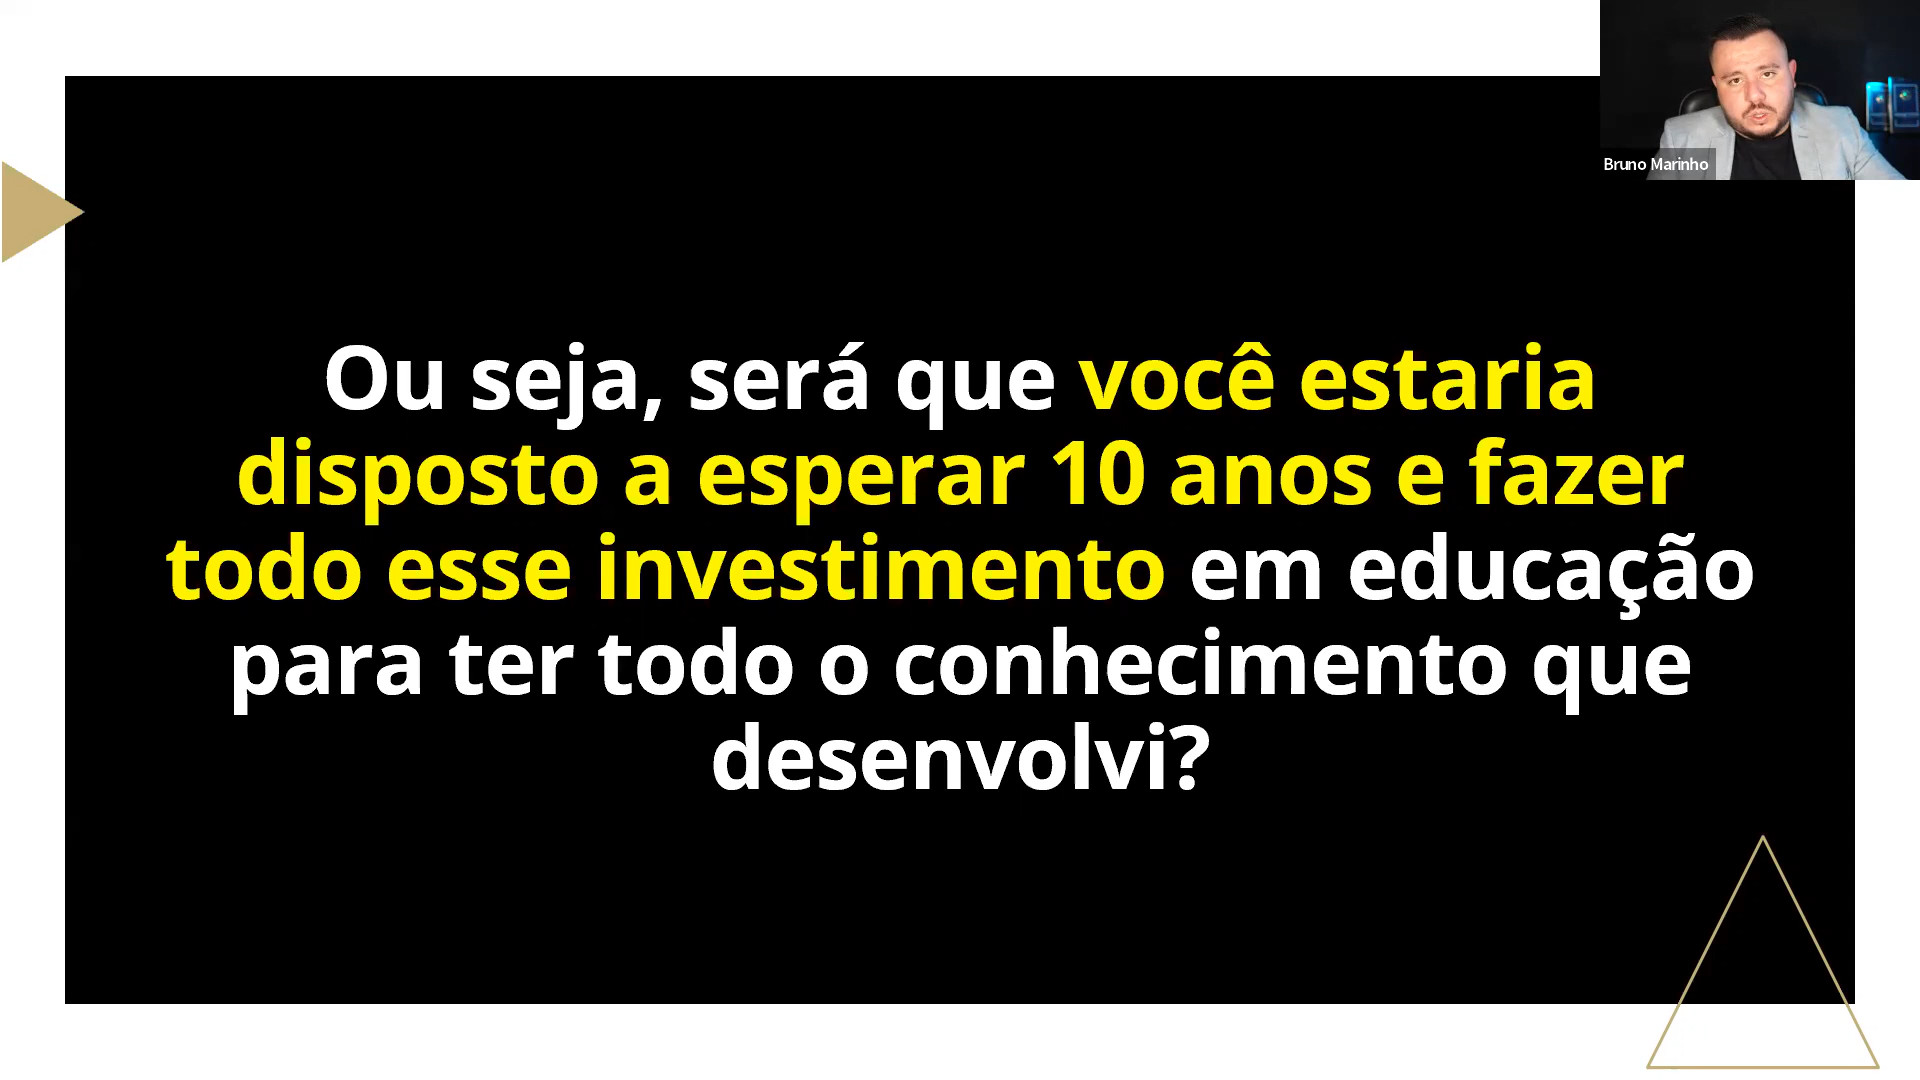 Bruno Marinho
Ou seja, será que você estaria
disposto a esperar 10 anos e fazer
todo esse investimento em educação
para ter todo o conhecimento que
desenvolvi?